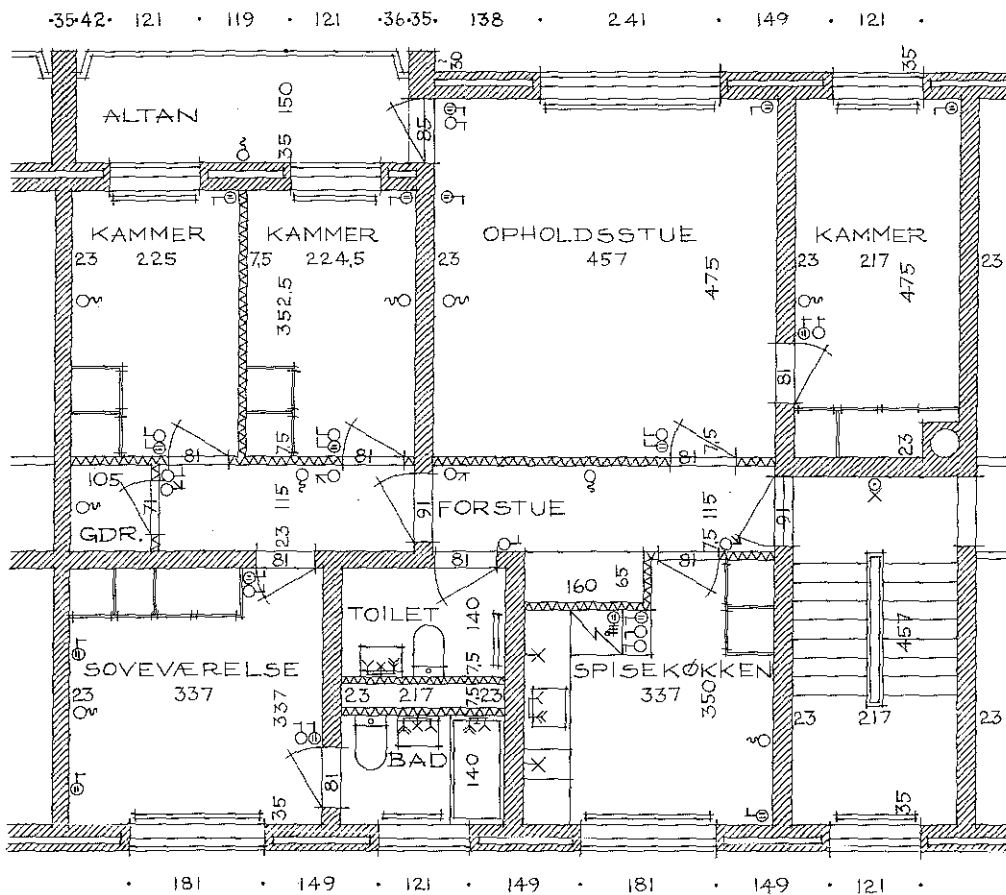 35 42 121 119 121 36 35 138 241 149 121
30 35
ALTAN 35 150 85
KAMMER KAMMER OPHOLDSSTUE KAMMER
23 225 7,5 224,5 23 457 23 217 23
352,5 475 475
81
7,5 7,5 23
81 81 81
105 71 115 115
GDR. FORSTUE
91 91
23 7,5
81 81 81
160 65
TOILET 140
SOVEVÆRELSE SPISEKØKKEN 457
23 337 337 23 217 7,5 23 337 350 23 217 23
7,5
BAD
81 140
35 35
181 149 121 149 181 149 121